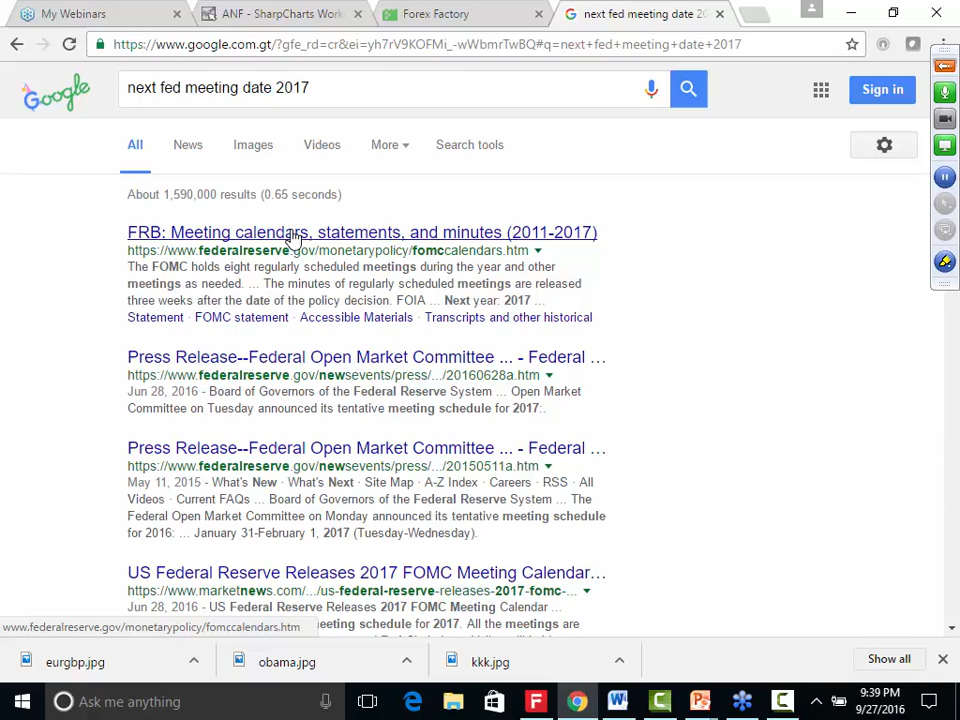 My Webinars
ANF - SharpCharts Work
Forex Factory
next fed meeting date 20
https://www.google.com.gt/?gfe_rd=cr&ei=yh7rV9KOFMi_-wWbmrTwBQ#q=next+fed+meeting+date+2017
Google
next fed meeting date 2017
Sign in
All
News
Images
Videos
More
Search tools
About 1,590,000 results (0.65 seconds)
FRB: Meeting calendars, statements, and minutes (2011-2017)
https://www.federalreserve.gov/monetarypolicy/fomccalendars.htm
The FOMC holds eight regularly scheduled meetings during the year and other
meetings as needed. ... The minutes of regularly scheduled meetings are released
three weeks after the date of the policy decision. FOIA ... Next year: 2017 ...
Statement · FOMC statement · Accessible Materials · Transcripts and other historical
Press Release--Federal Open Market Committee ... - Federal ...
https://www.federalreserve.gov/newsevents/press/.../20160628a.htm
Jun 28, 2016 - Board of Governors of the Federal Reserve System ... Open Market
Committee on Tuesday announced its tentative meeting schedule for 2017:.
Press Release--Federal Open Market Committee ... - Federal ...
https://www.federalreserve.gov/newsevents/press/.../20150511a.htm
May 11, 2015 - What's New · What's Next · Site Map · A-Z Index · Careers · RSS · All
Videos · Current FAQs ... Board of Governors of the Federal Reserve System ... The
Federal Open Market Committee on Monday announced its tentative meeting schedule
for 2016: ... January 31-February 1, 2017 (Tuesday-Wednesday).
US Federal Reserve Releases 2017 FOMC Meeting Calendar...
https://www.marketnews.com/.../us-federal-reserve-releases-2017-fomc-...
Jun 28, 2016 - US Federal Reserve Releases 2017 FOMC Meeting Calendar ...
eeting schedule for 2017. All the meetings are
www.federalreserve.gov/monetarypolicy/fomccalendars.htm
eurgbp.jpg
obama.jpg
kkk.jpg
Show all
Ask me anything
9:39 PM
9/27/2016